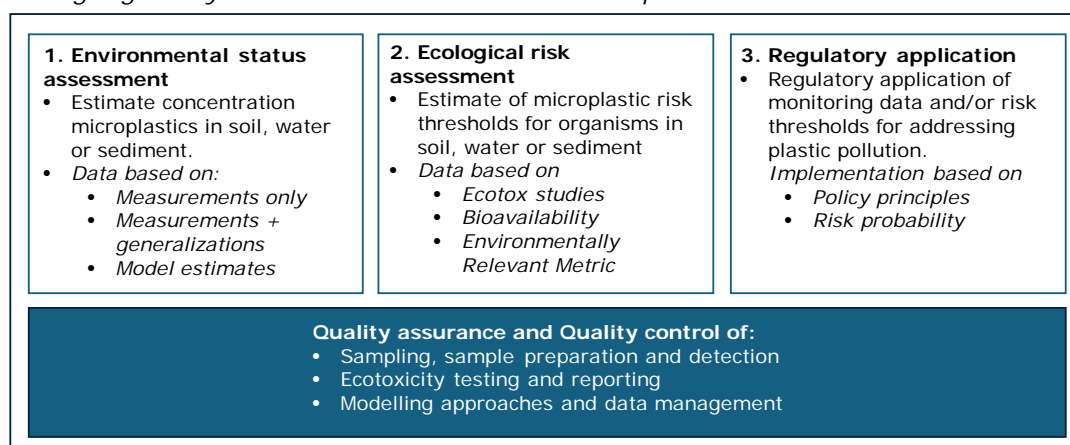 1. Environmental status
assessment
• Estimate concentration
microplastics in soil, water
or sediment.
• Data based on:
• Measurements only
• Measurements +
generalizations
• Model estimates
2. Ecological risk
assessment
• Estimate of microplastic risk
thresholds for organisms in
soil, water or sediment
• Data based on
• Ecotox studies
• Bioavailability
• Environmentally
Relevant Metric
3. Regulatory application
• Regulatory application of
monitoring data and/or risk
thresholds for addressing
plastic pollution.
Implementation based on
• Policy principles
• Risk probability
Quality assurance and Quality control of:
• Sampling, sample preparation and detection
• Ecotoxicity testing and reporting
• Modelling approaches and data management